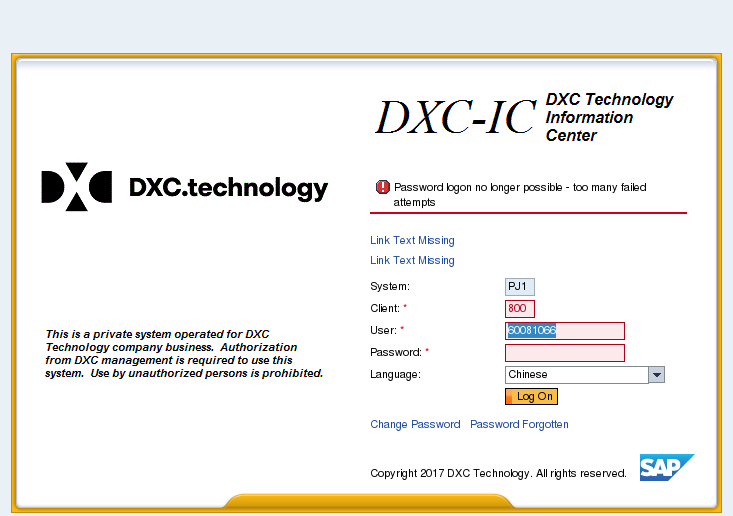 DXC-IC
DXC Technology
Information
Center
DXC.technology
Password logon no longer possible - too many failed
attempts
Link Text Missing
Link Text Missing
System: PJ1
Client: * 800
User: * 60081066
Password: *
Language: Chinese
Log On
Change Password Password Forgotten
This is a private system operated for DXC
Technology company business. Authorization
from DXC management is required to use this
system. Use by unauthorized persons is prohibited.
Copyright 2017 DXC Technology. All rights reserved.
SAP